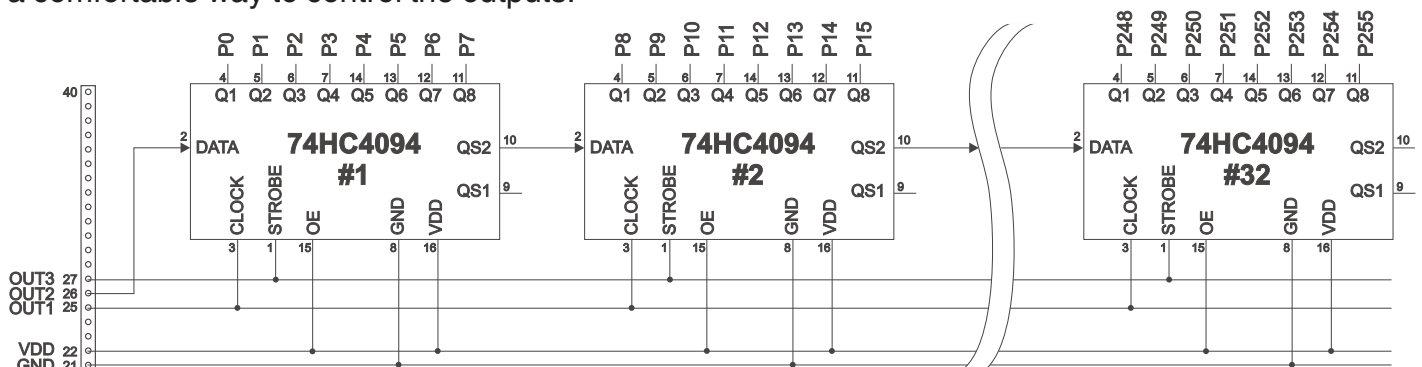 a comfortable way to control the outputs.
P0 P1 P2 P3 P4 P5 P6 P7 P8 P9 P10 P11 P12 P13 P14 P15 P248 P249 P250 P251 P252 P253 P254 P255
4 5 6 7 14 13 12 11 4 5 6 7 14 13 12 11 4 5 6 7 14 13 12 11
40 Q1 Q2 Q3 Q4 Q5 Q6 Q7 Q8 Q1 Q2 Q3 Q4 Q5 Q6 Q7 Q8 Q1 Q2 Q3 Q4 Q5 Q6 Q7 Q8
2 DATA 74HC4094 QS2 10 2 DATA 74HC4094 QS2 10 2 DATA 74HC4094 QS2 10
#1 #2 #32
QS1 9 QS1 9 QS1 9
CLOCK STROBE OE GND VDD CLOCK STROBE OE GND VDD CLOCK STROBE OE GND VDD
3 1 15 8 16 3 1 15 8 16 3 1 15 8 16
OUT3 27
OUT2 26
OUT1 25
VDD 22
GND 21